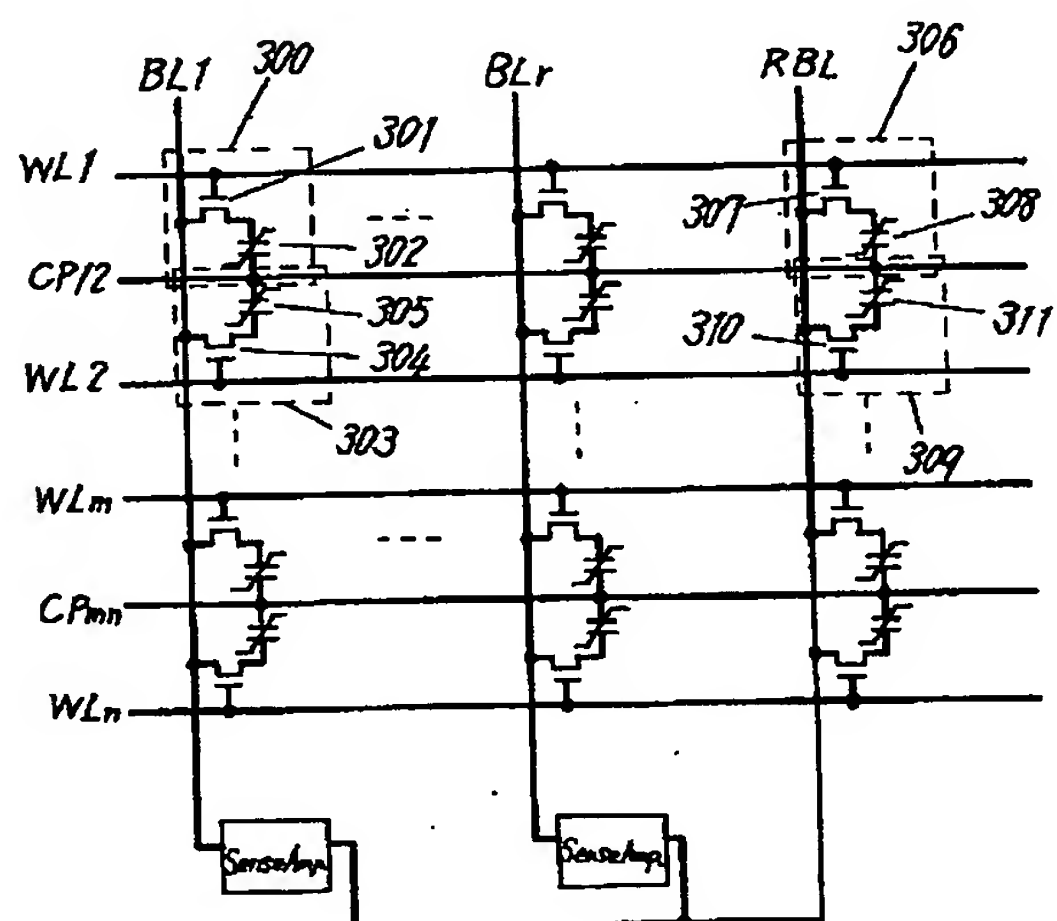 BL1 300 BLr RBL 306
301
WL1
307 308
302
CP12
305 310 311
304
WL2
303 309
WLm
CPmn
WLn
SenseAmp SenseAmp